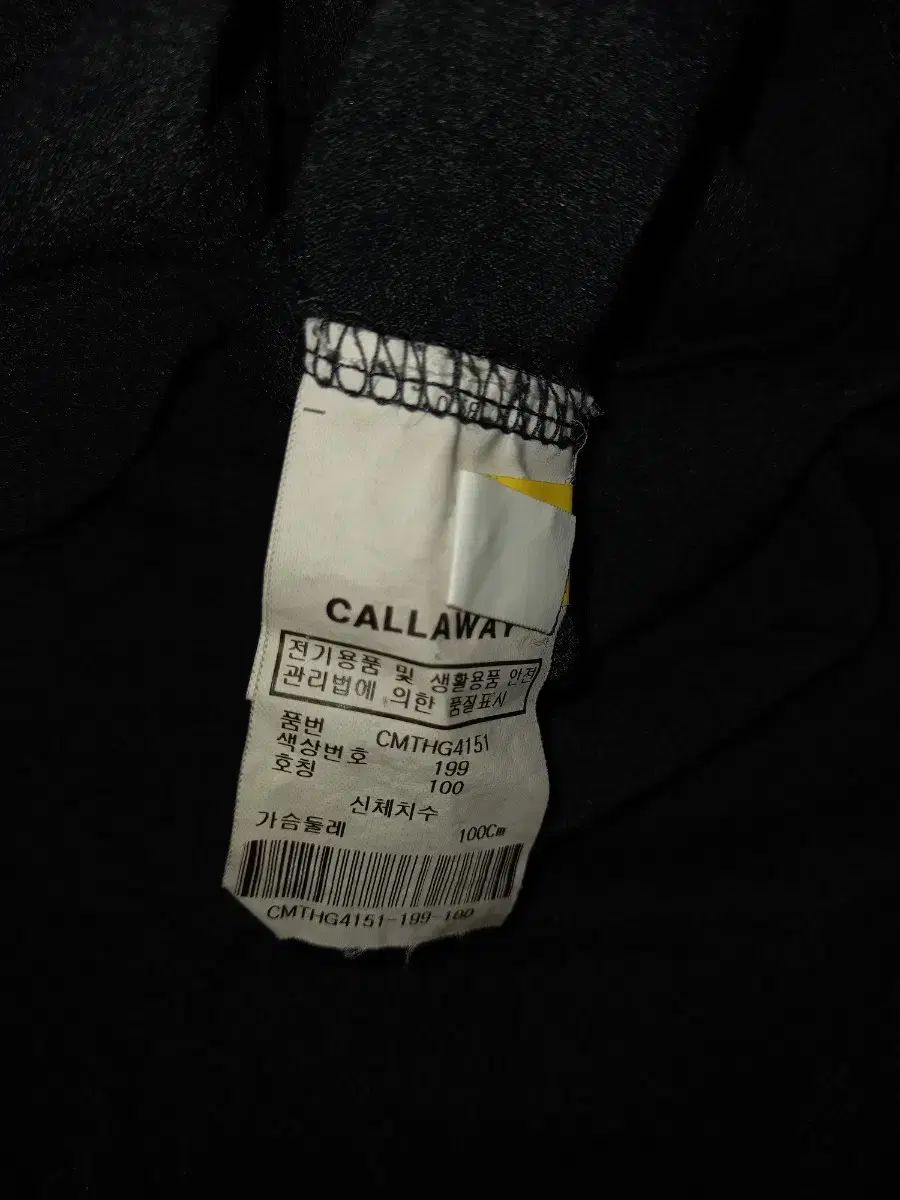 CALLAWAY
전기용품 및 생활용품 안전
관리법에 의한 품질표시
품번 CMTHG4151
색상번호 199
호칭 100
신체치수
가슴둘레 100Cm
CMTHG4151-199-100